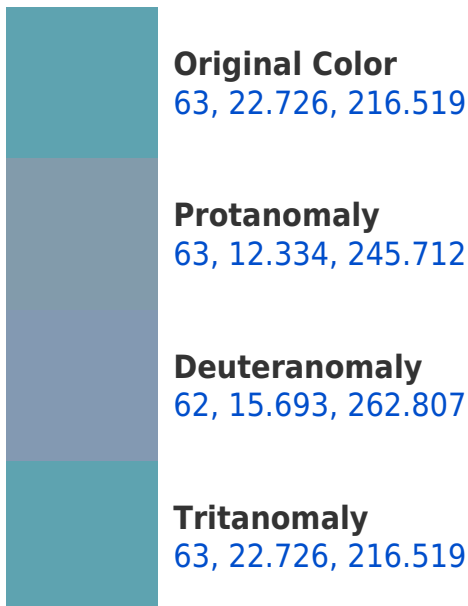 Original Color
63, 22.726, 216.519
Protanomaly
63, 12.334, 245.712
Deuteranomaly
62, 15.693, 262.807
Tritanomaly
63, 22.726, 216.519